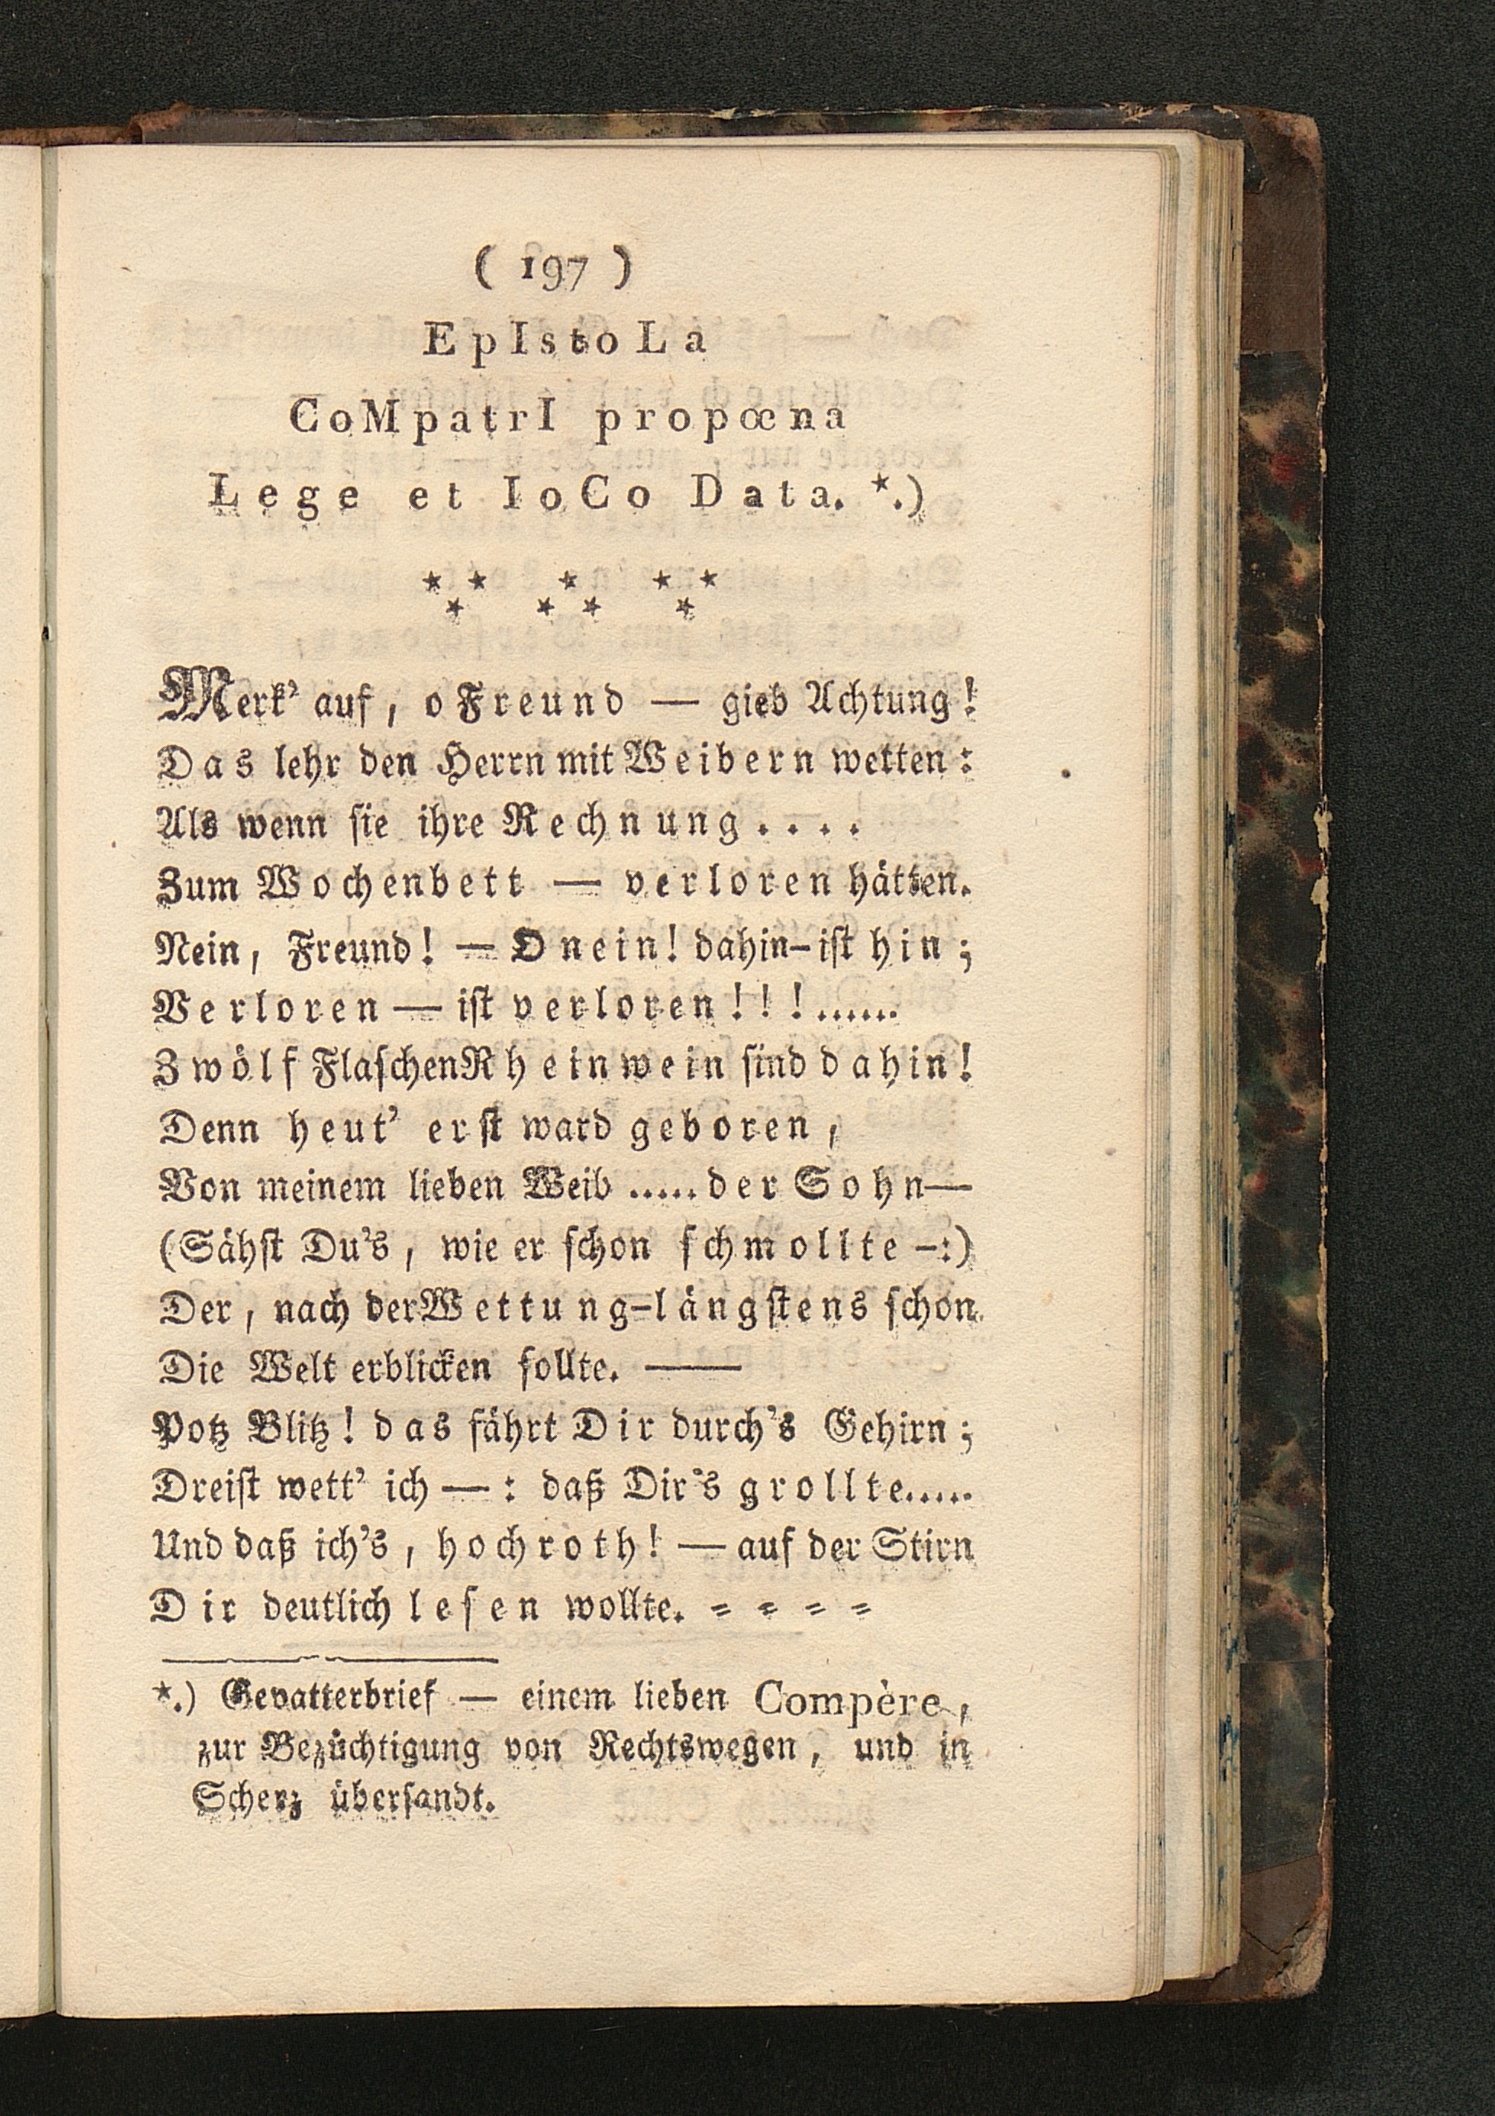 ( 197 )
EpIstoLa
CoMpatrI propœna
Lege et IoCo Data. *.)
* * * * *
* * * *
Merk’ auf, o Freund — gieb Achtung!
Das lehr den Herrn mit Weibern wetten:
Als wenn sie ihre Rechnung....
Zum Wochenbett — verloren hätten.
Nein, Freund! — O nein! dahin-ist hin;
Verloren — ist verloren!!!......
Zwölf Flaschen Rheinwein sind dahin!
Denn heut’ erst ward geboren,
Von meinem lieben Weib ..... der Sohn—
(Sähst Du’s, wie er schon schmollte -:)
Der, nach der Wettung-längstens schon
Die Welt erblicken sollte. ——
Potz Blitz! das fährt Dir durch’s Gehirn;
Dreist wett’ ich — : daß Dir’s grollte.....
Und daß ich’s, hochroth! — auf der Stirn
Dir deutlich lesen wollte. = = = =
*.) Gevatterbrief — einem lieben Compère,
zur Bezüchtigung von Rechtswegen, und in
Scherz übersandt.